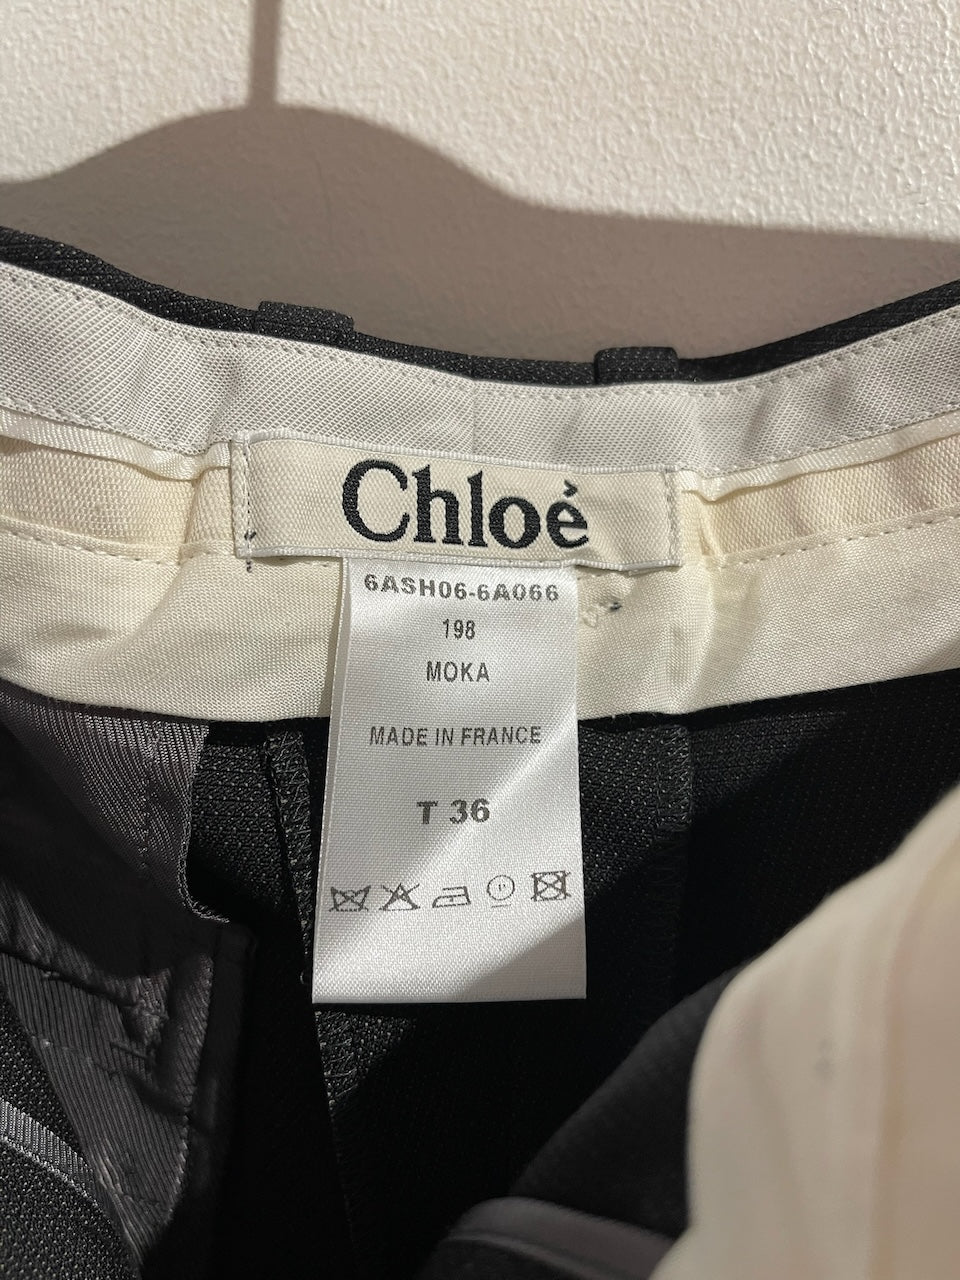 Chloé
6ASH06-6A066
198
MOKA
MADE IN FRANCE
T 36